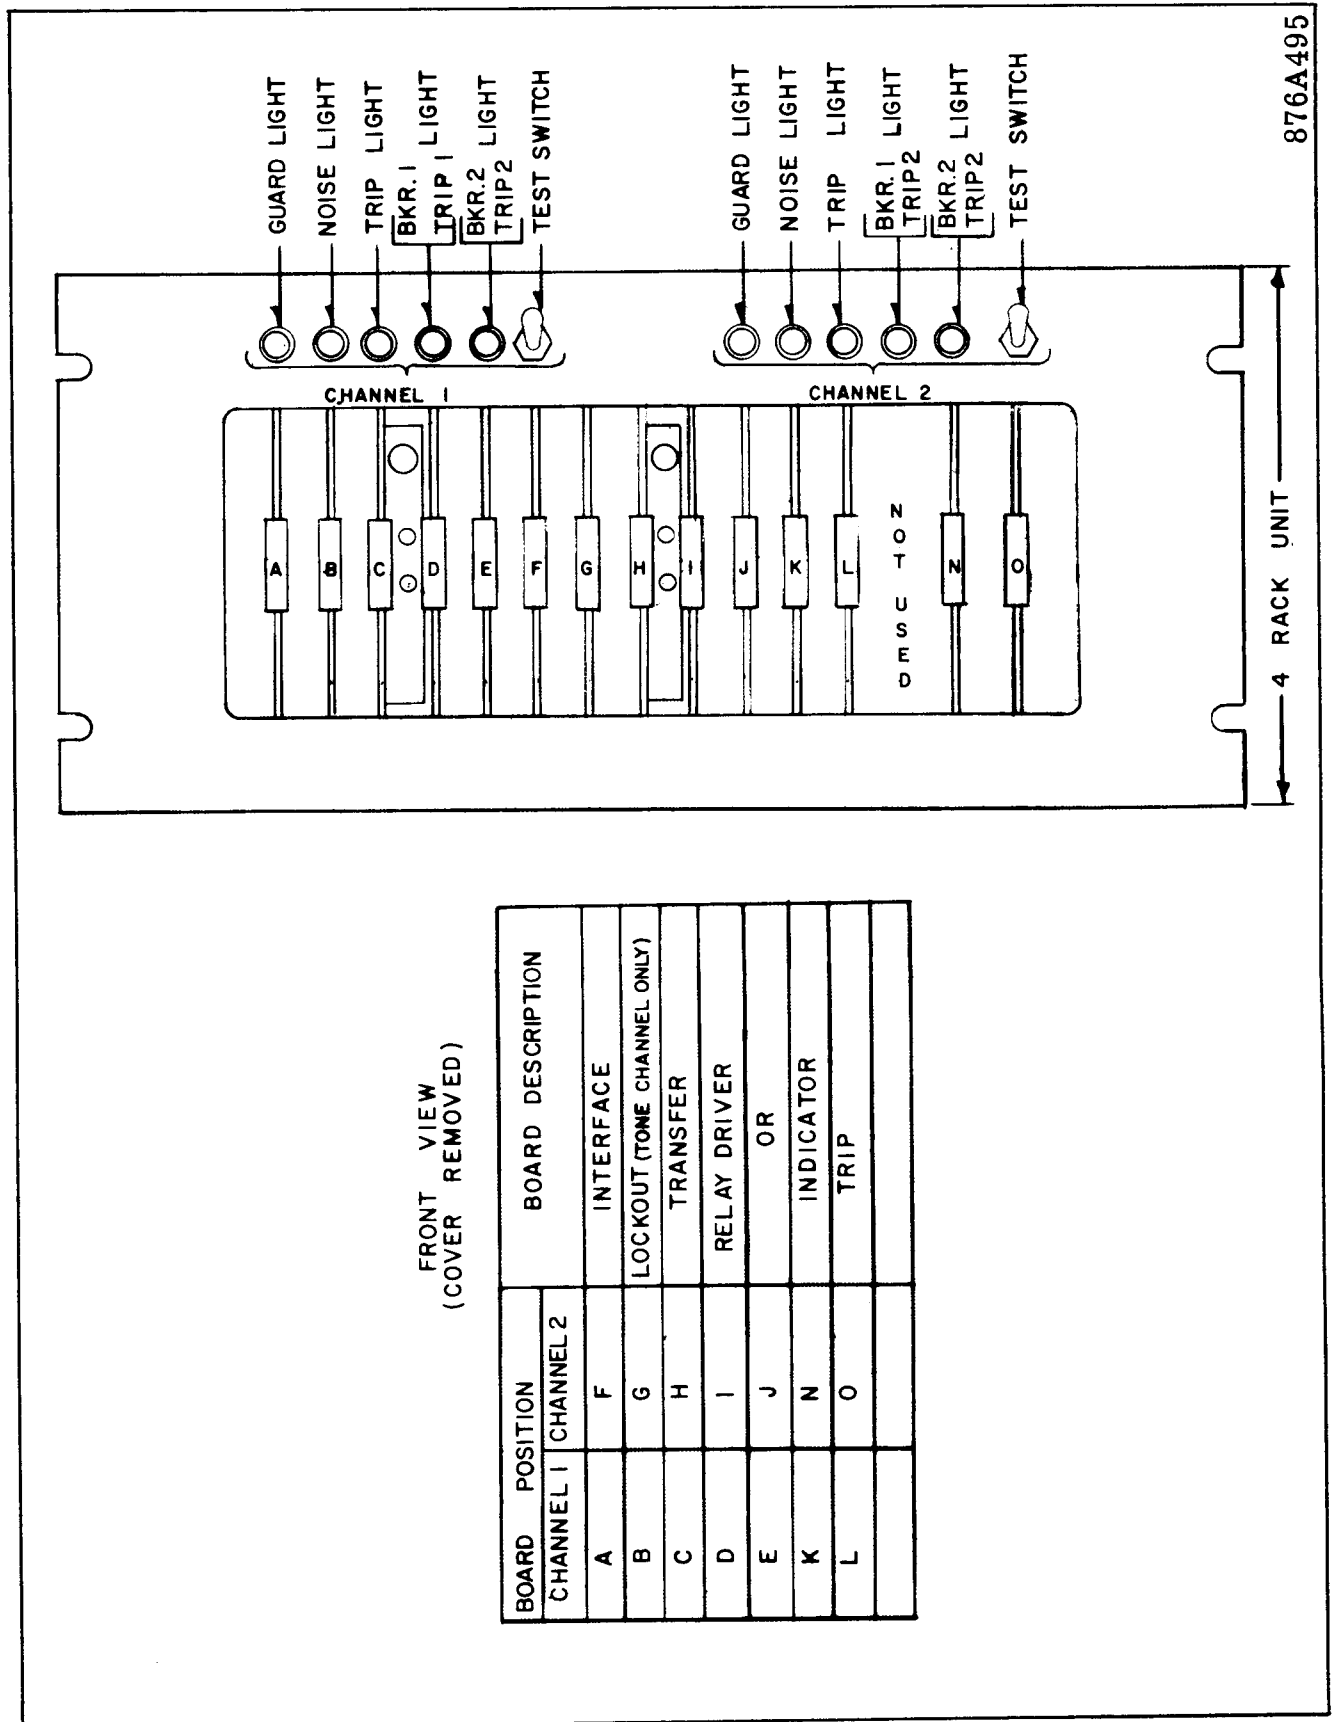 876A495
GUARD LIGHT
NOISE LIGHT
TRIP LIGHT
BKR.1
TRIP 1 LIGHT
BKR.2
TRIP2 LIGHT
TEST SWITCH
GUARD LIGHT
NOISE LIGHT
TRIP LIGHT
BKR.1
TRIP2 LIGHT
BKR.2
TRIP2 LIGHT
TEST SWITCH
CHANNEL 1
CHANNEL 2
A
B
C
D
E
F
G
H
I
J
K
L
NOT USED
N
O
4 RACK UNIT
FRONT VIEW
(COVER REMOVED)
BOARD POSITION BOARD DESCRIPTION
CHANNEL 1 CHANNEL 2
A F INTERFACE
B G LOCKOUT (TONE CHANNEL ONLY)
C H TRANSFER
D I RELAY DRIVER
E J OR
K N INDICATOR
L O TRIP